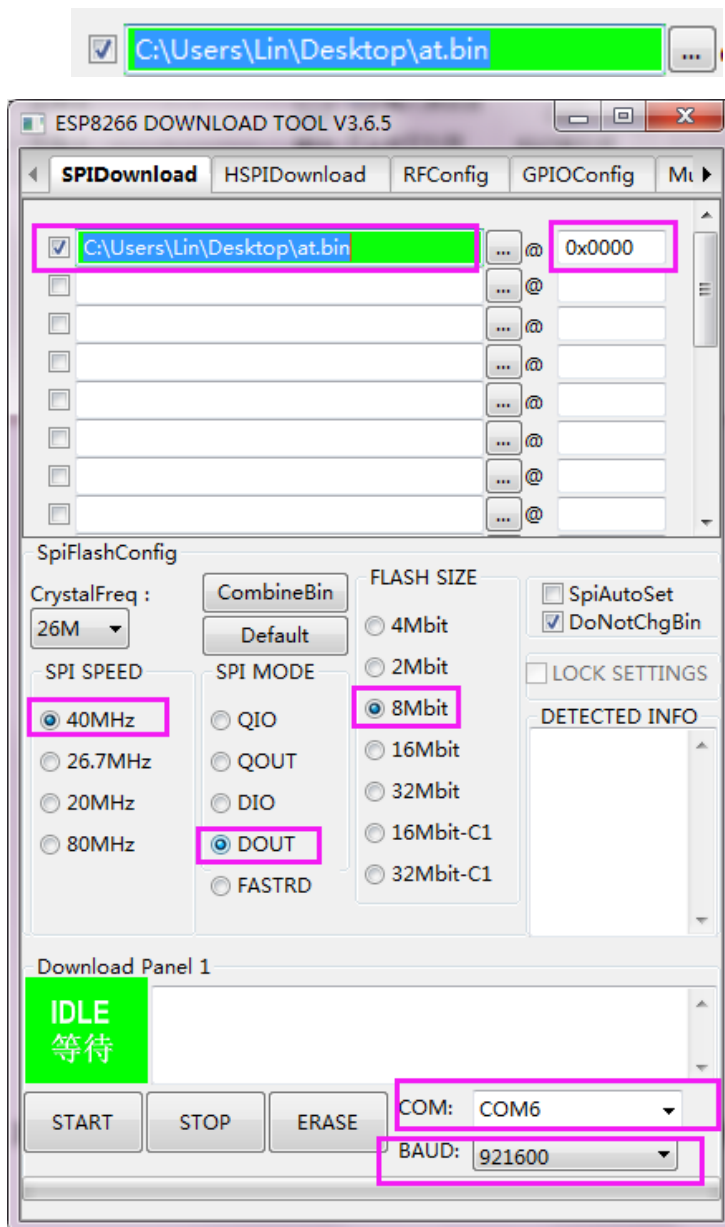 C:\Users\Lin\Desktop\at.bin ...
ESP8266 DOWNLOAD TOOL V3.6.5
SPIDownload HSPIDownload RFConfig GPIOConfig
C:\Users\Lin\Desktop\at.bin ... @ 0x0000
... @
... @
... @
... @
... @
... @
... @
SpiFlashConfig
CrystalFreq :
26M
CombineBin
Default
SPI SPEED
40MHz
26.7MHz
20MHz
80MHz
SPI MODE
QIO
QOUT
DIO
DOUT
FASTRD
FLASH SIZE
4Mbit
2Mbit
8Mbit
16Mbit
32Mbit
16Mbit-C1
32Mbit-C1
SpiAutoSet
DoNotChgBin
LOCK SETTINGS
DETECTED INFO
Download Panel 1
IDLE
等待
START STOP ERASE
COM: COM6
BAUD: 921600